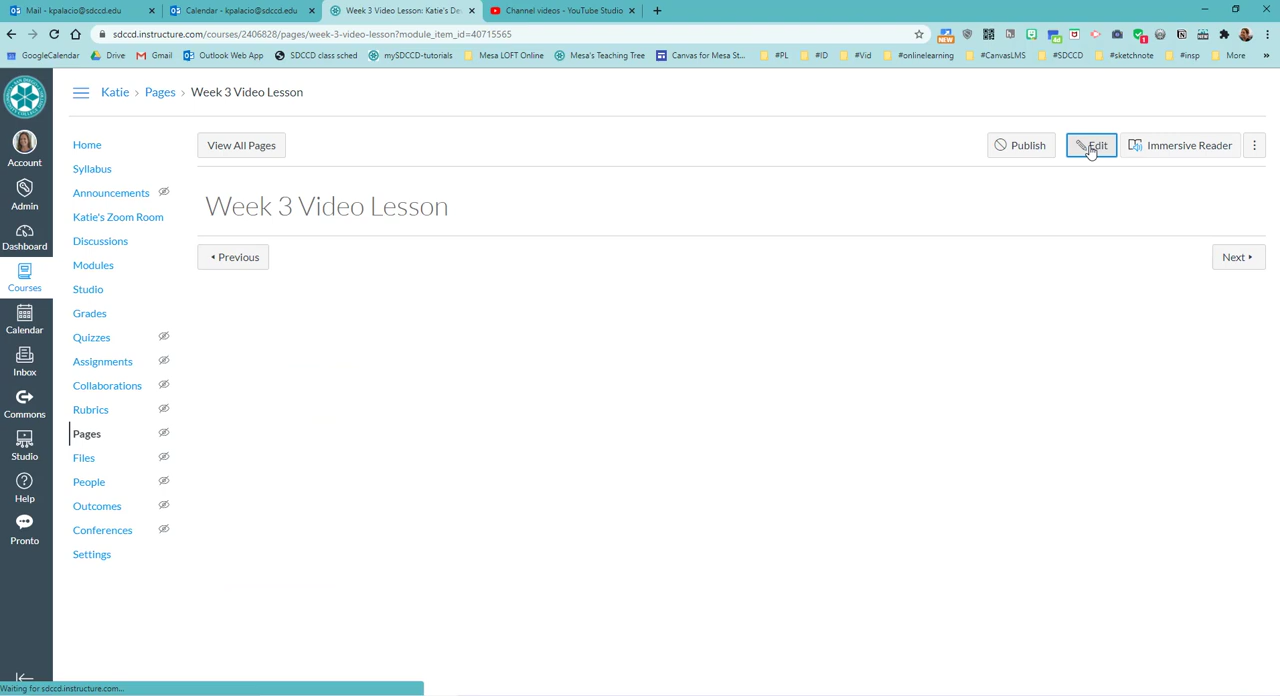 Mail - kpalacio@sdccd.edu
Calendar - kpalacio@sdccd.edu
Week 3 Video Lesson: Katie's De
Channel videos - YouTube Studio
sdccd.instructure.com/courses/2406828/pages/week-3-video-lesson?module_item_id=40715565
NEW
GoogleCalendar
Drive
Gmail
Outlook Web App
SDCCD class sched
mySDCCD-tutorials
Mesa LOFT Online
Mesa's Teaching Tree
Canvas for Mesa St...
#PL
#ID
#Vid
#onlinelearning
#CanvasLMS
#SDCCD
#sketchnote
#insp
More
»
Katie › Pages › Week 3 Video Lesson
Account
Admin
Dashboard
Courses
Calendar
Inbox
Commons
Studio
Help
Pronto
Home
Syllabus
Announcements
Katie's Zoom Room
Discussions
Modules
Studio
Grades
Quizzes
Assignments
Collaborations
Rubrics
Pages
Files
People
Outcomes
Conferences
Settings
View All Pages
Publish
Edit
Immersive Reader
Week 3 Video Lesson
Previous
Next
Waiting for sdccd.instructure.com...